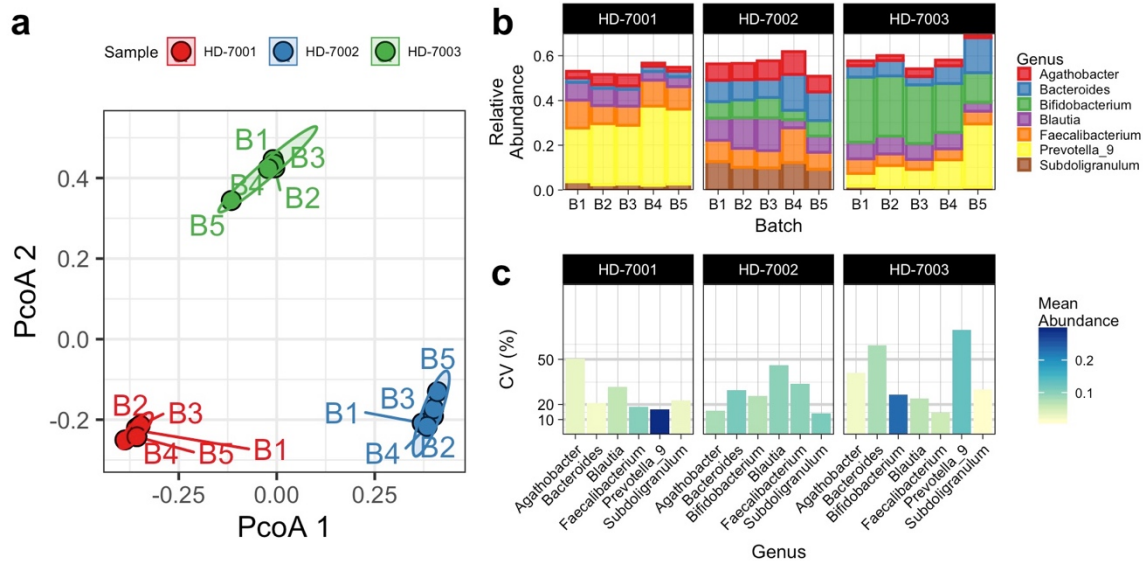 a
Sample HD-7001 HD-7002 HD-7003
PcoA 2
0.4
0.2
0.0
-0.2
B1
B3
B4
B2
B5
B5
B3
B1
B4
B2
B2
B3
B1
B4
B5
-0.25 0.00 0.25
PcoA 1
b
HD-7001 HD-7002 HD-7003
Relative
Abundance
0.6
0.4
0.2
0.0
B1 B2 B3 B4 B5 B1 B2 B3 B4 B5 B1 B2 B3 B4 B5
Batch
Genus
Agathobacter
Bacteroides
Bifidobacterium
Blautia
Faecalibacterium
Prevotella_9
Subdoligranulum
c
HD-7001 HD-7002 HD-7003
CV (%)
50
20
10
Agathobacter
Bacteroides
Blautia
Faecalibacterium
Prevotella_9
Subdoligranulum
Agathobacter
Bacteroides
Bifidobacterium
Blautia
Faecalibacterium
Subdoligranulum
Agathobacter
Bacteroides
Bifidobacterium
Blautia
Faecalibacterium
Prevotella_9
Subdoligranulum
Genus
Mean
Abundance
0.2
0.1